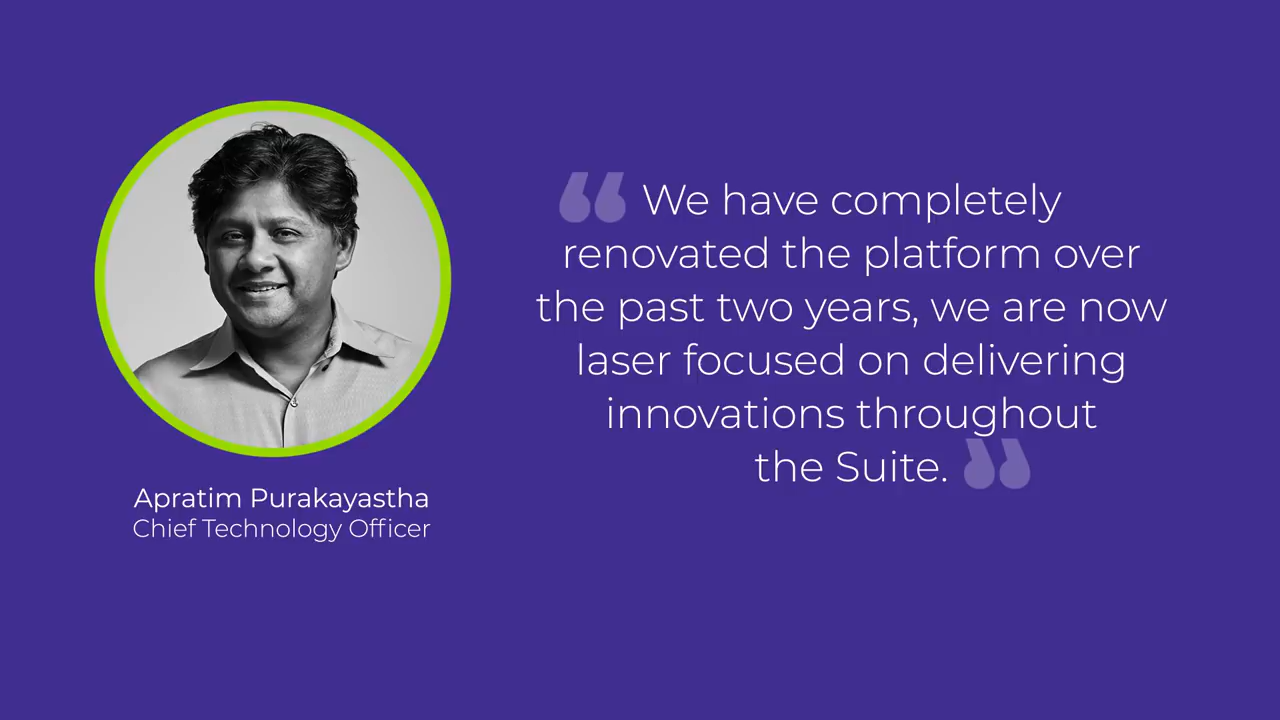 Apratim Purakayastha
Chief Technology Officer
“ We have completely
renovated the platform over
the past two years, we are now
laser focused on delivering
innovations throughout
the Suite. ”